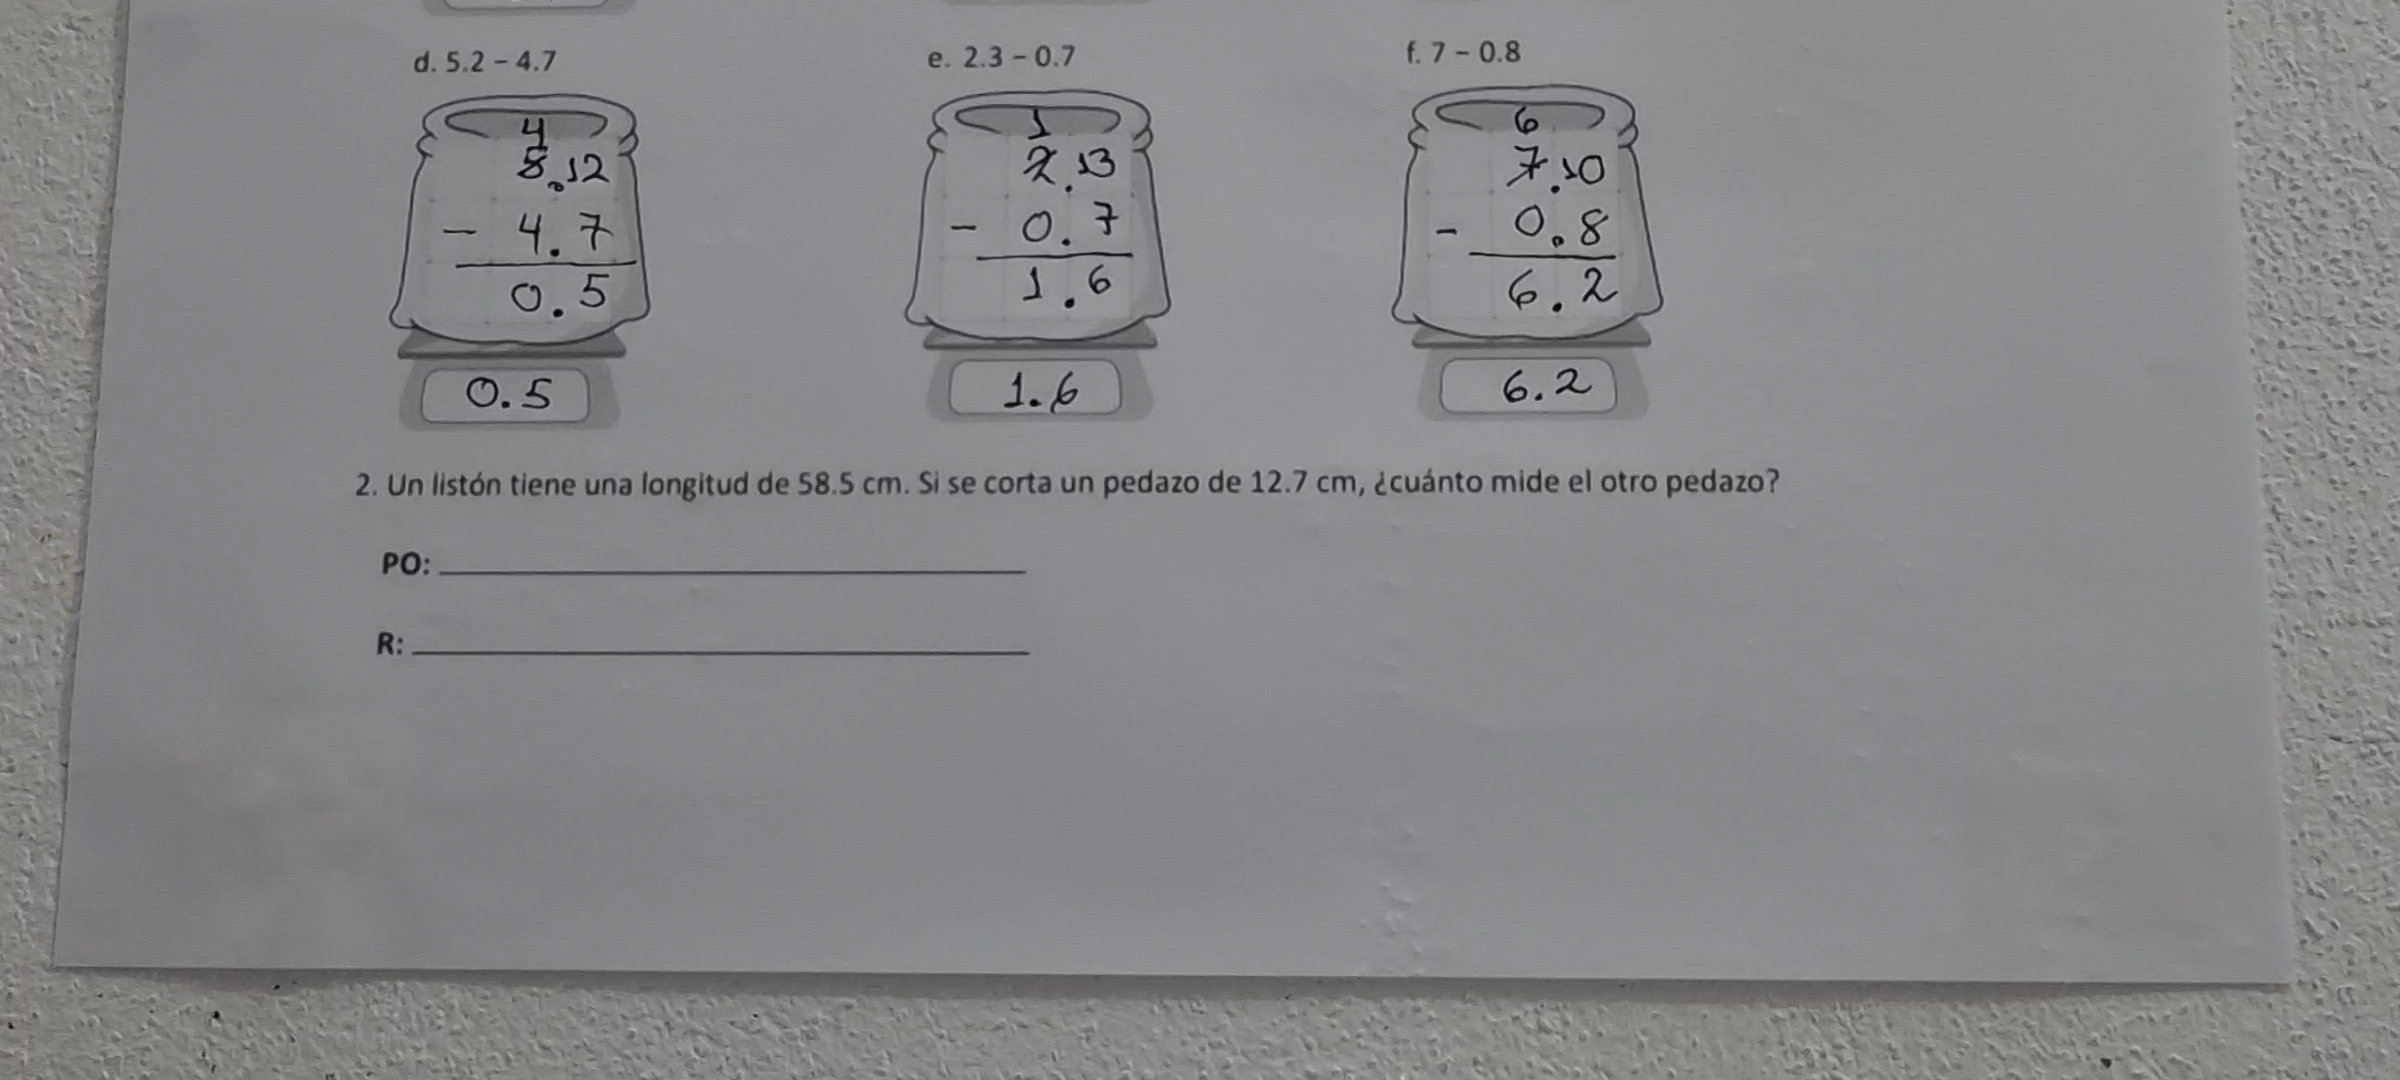 d. 5.2 – 4.7 e. 2.3 – 0.7 f. 7 – 0.8
4 1 6
5.12 2.13 7.10
– 4.7 – 0.7 – 0.8
0.5 1.6 6.2
0.5 1.6 6.2
2. Un listón tiene una longitud de 58.5 cm. Si se corta un pedazo de 12.7 cm, ¿cuánto mide el otro pedazo?
PO:
R: